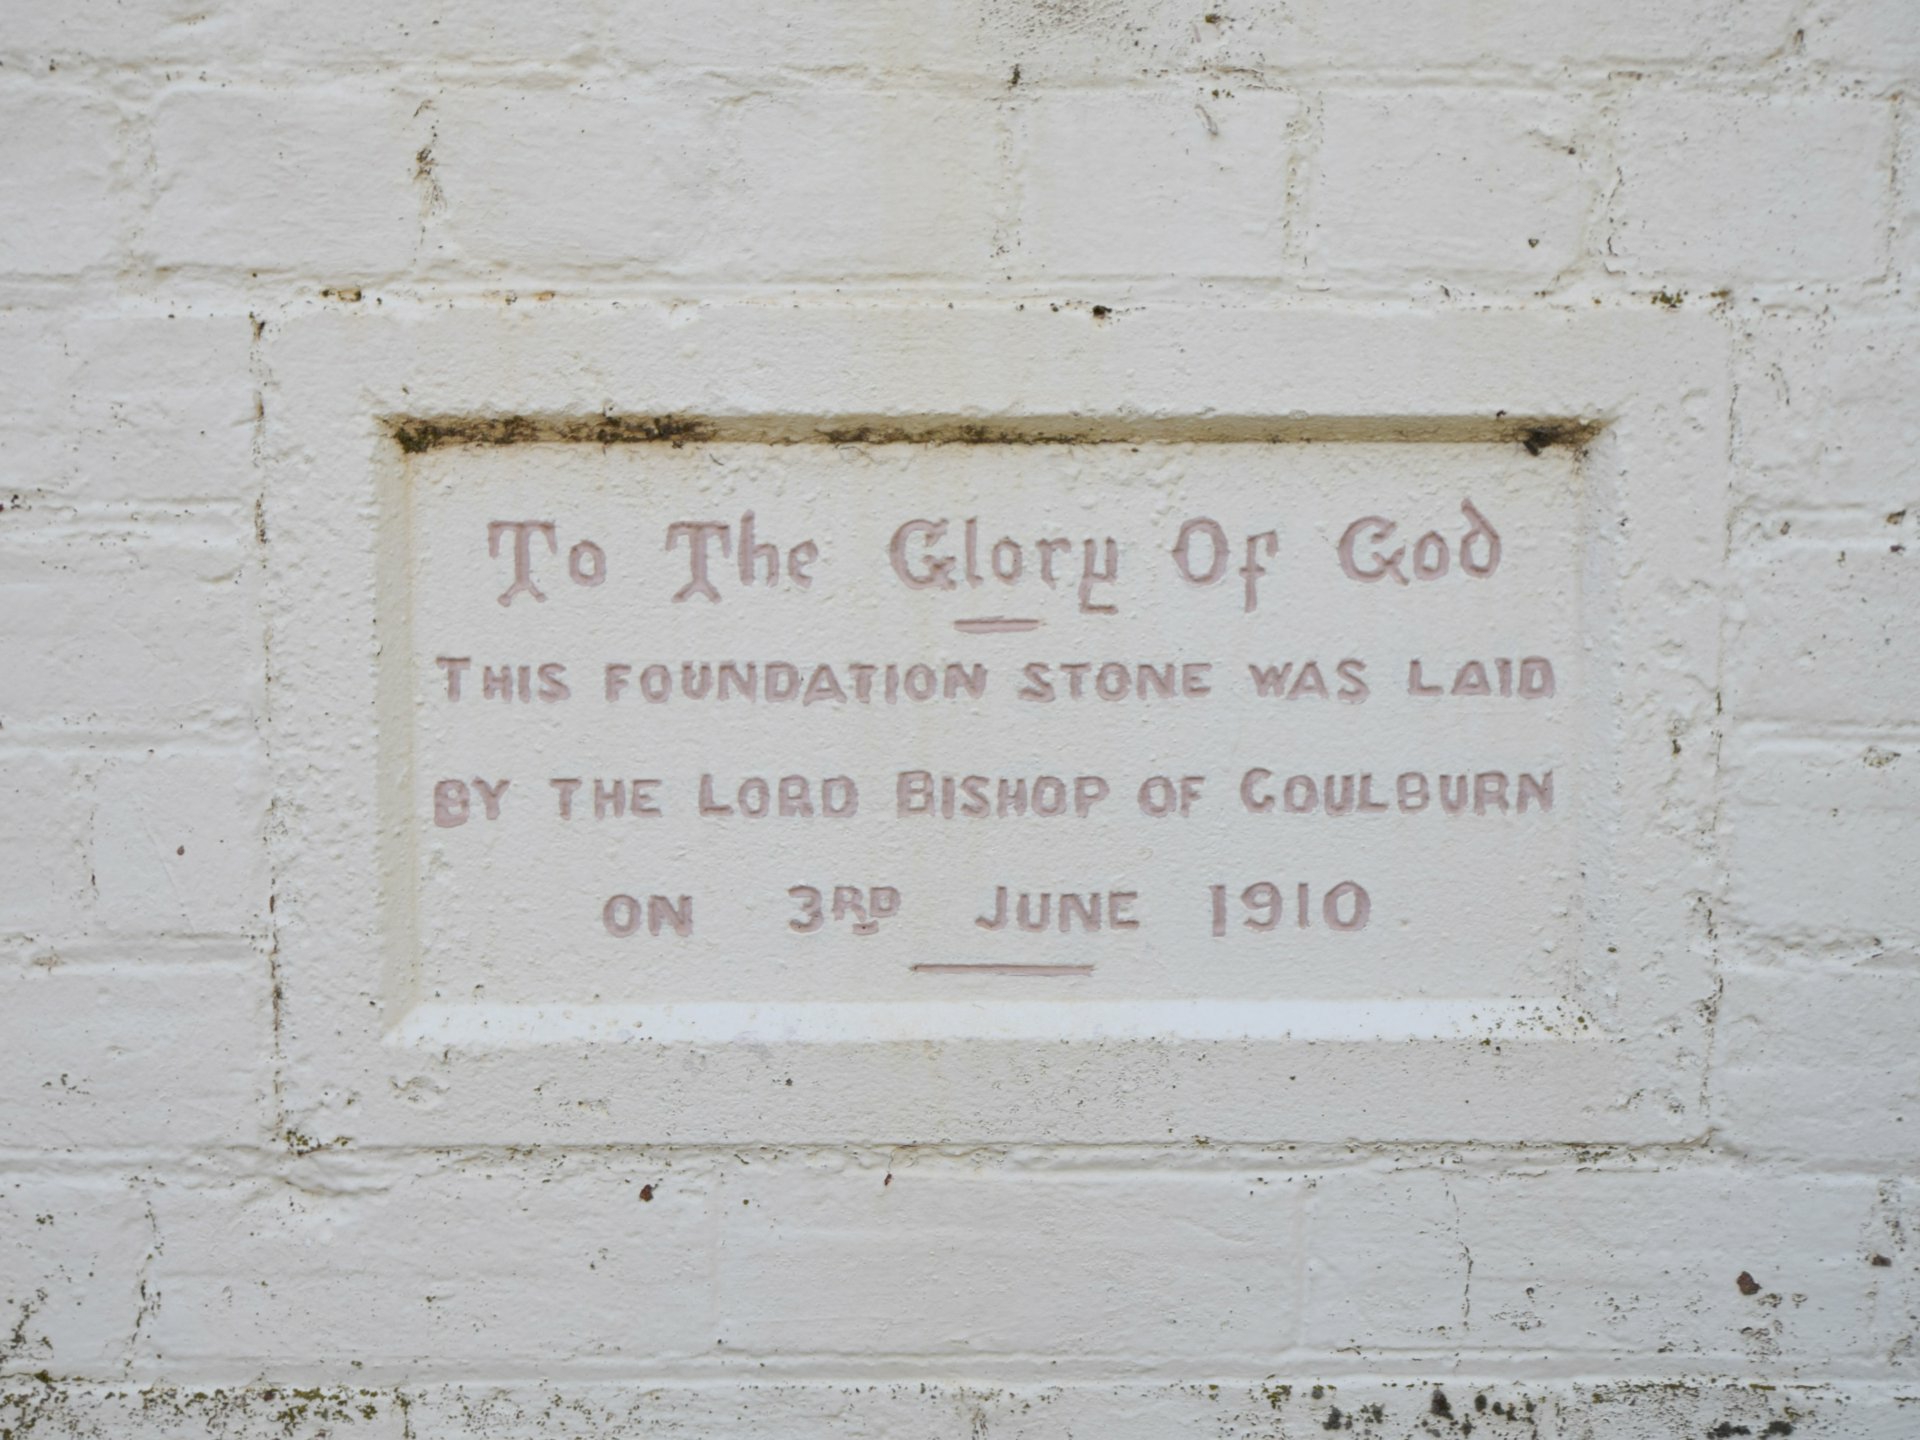 To The Glory Of God
THIS FOUNDATION STONE WAS LAID
BY THE LORD BISHOP OF GOULBURN
ON 3RD JUNE 1910